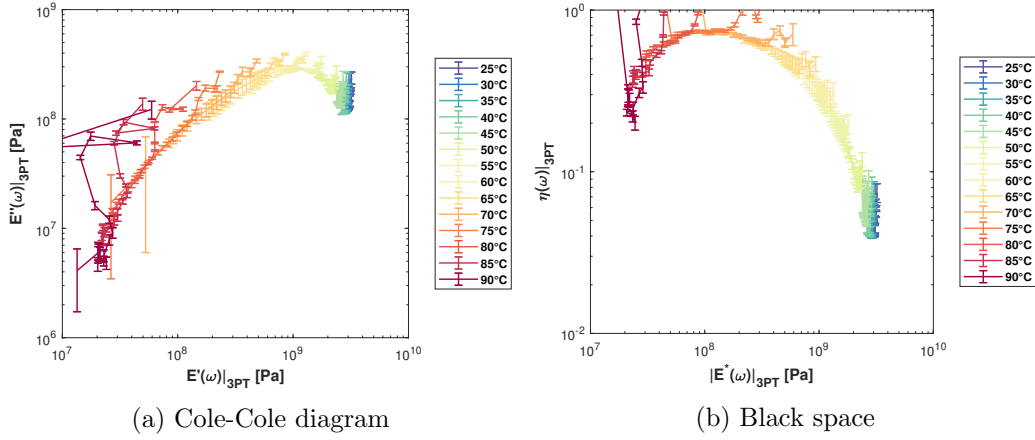 10^9
10^8
10^7
10^6
E''(ω)|3PT [Pa]
10^7
10^8
10^9
10^10
E'(ω)|3PT [Pa]
25°C
30°C
35°C
40°C
45°C
50°C
55°C
60°C
65°C
70°C
75°C
80°C
85°C
90°C
(a) Cole-Cole diagram
10^0
10^-1
10^-2
η(ω)|3PT
10^7
10^8
10^9
10^10
|E*(ω)|3PT [Pa]
25°C
30°C
35°C
40°C
45°C
50°C
55°C
60°C
65°C
70°C
75°C
80°C
85°C
90°C
(b) Black space